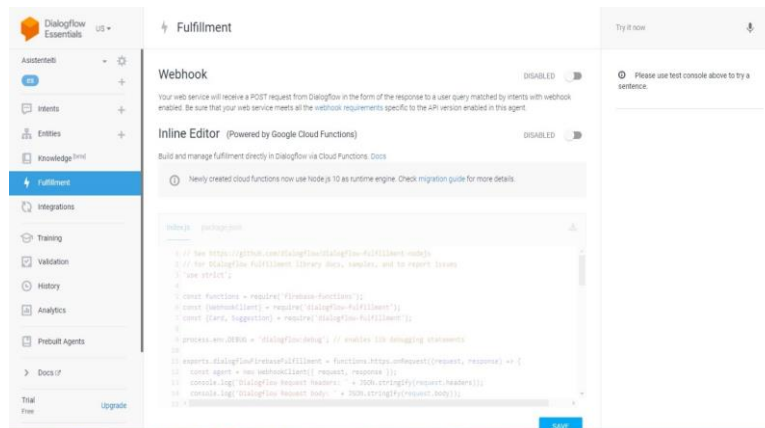 Dialogflow
Essentials
US
Asistenteiti
es
Intents
Entities
Knowledge [beta]
Fulfillment
Integrations
Training
Validation
History
Analytics
Prebuilt Agents
Docs
Trial
Free
Upgrade
Fulfillment
Webhook
DISABLED
Your web service will receive a POST request from Dialogflow in the form of the response to a user query matched by intents with webhook
enabled. Be sure that your web service meets all the webhook requirements specific to the API version enabled in this agent.
Inline Editor (Powered by Google Cloud Functions)
DISABLED
Build and manage fulfillment directly in Dialogflow via Cloud Functions. Docs
Newly created cloud functions now use Node.js 10 as runtime engine. Check migration guide for more details.
index.js package.json
1 // See https://github.com/dialogflow/dialogflow-fulfillment-nodejs
2 // for Dialogflow fulfillment library docs, samples, and to report issues
3 'use strict';
4
5 const functions = require('firebase-functions');
6 const {WebhookClient} = require('dialogflow-fulfillment');
7 const {Card, Suggestion} = require('dialogflow-fulfillment');
8
9 process.env.DEBUG = 'dialogflow:debug'; // enables lib debugging statements
10
11 exports.dialogflowFirebaseFulfillment = functions.https.onRequest((request, response) => {
12 const agent = new WebhookClient({ request, response });
13 console.log('Dialogflow Request headers: ' + JSON.stringify(request.headers));
14 console.log('Dialogflow Request body: ' + JSON.stringify(request.body));
15
SAVE
Try it now
Please use test console above to try a
sentence.